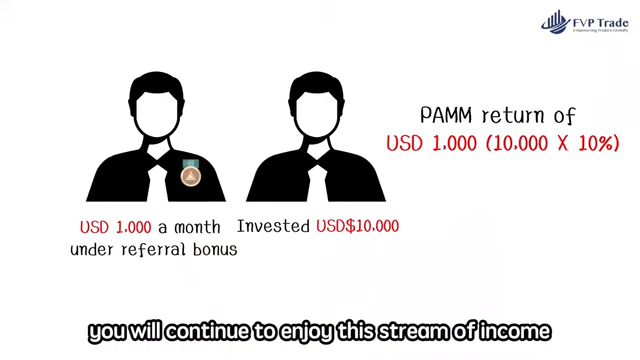 FVP Trade
Empowering Traders Globally
PAMM return of
USD 1.000 (10.000 X 10%)
USD 1.000 a month
under referral bonus
Invested USD$10.000
you will continue to enjoy this stream of income